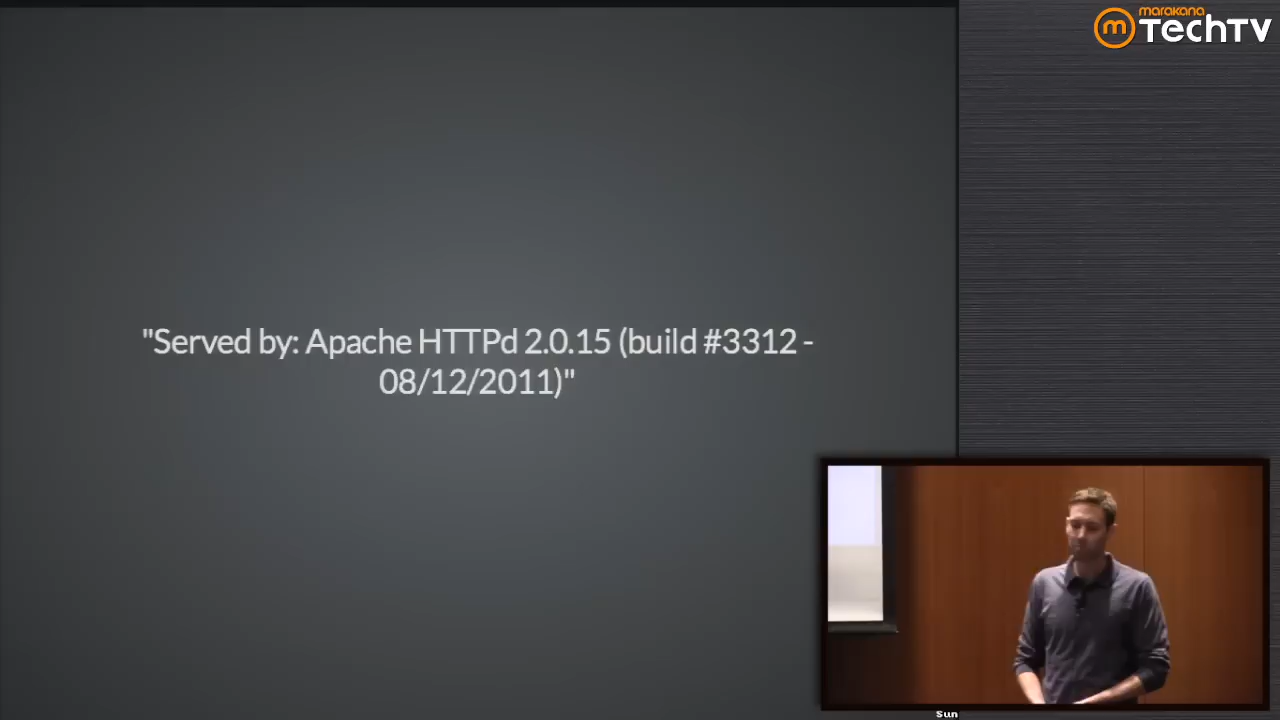 marakana
m TechTV
"Served by: Apache HTTPd 2.0.15 (build #3312 -
08/12/2011)"
Sun